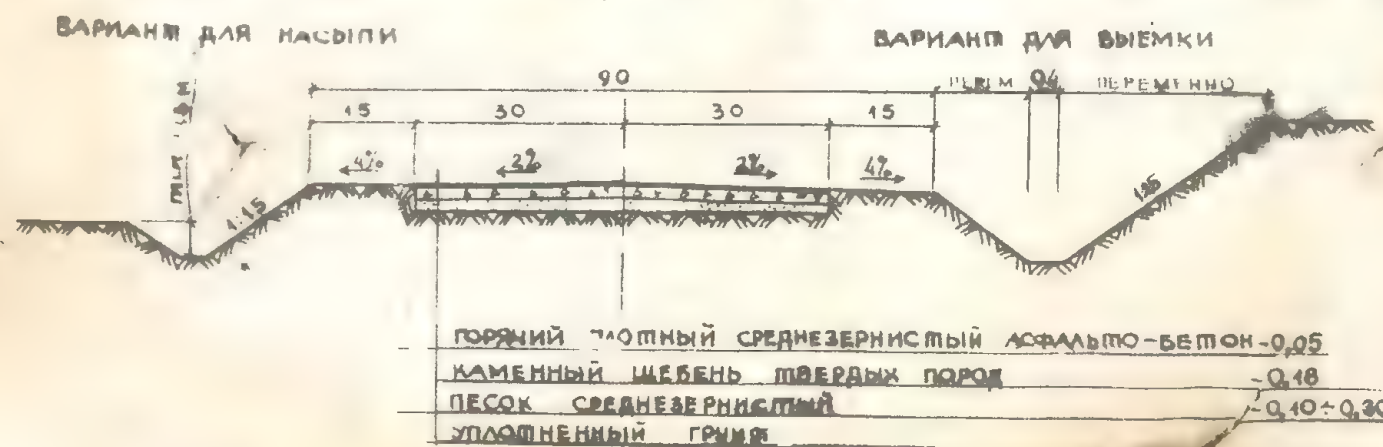 ВАРИАНТ ДЛЯ НАСЫПИ
ВАРИАНТ ДЛЯ ВЫЕМКИ
90
0,4 ПЕРЕМЕННО
15 30 30 15
4% 2% 2% 4%
1:1,5 1:1,5
ГОРЯЧИЙ ПЛОТНЫЙ СРЕДНЕЗЕРНИСТЫЙ АСФАЛЬТО-БЕТОН-0,05
КАМЕННЫЙ ЩЕБЕНЬ ТВЕРДЫХ ПОРОД -0,18
ПЕСОК СРЕДНЕЗЕРНИСТЫЙ -0,10÷0,30
УПЛОТНЕННЫЙ ГРУНТ